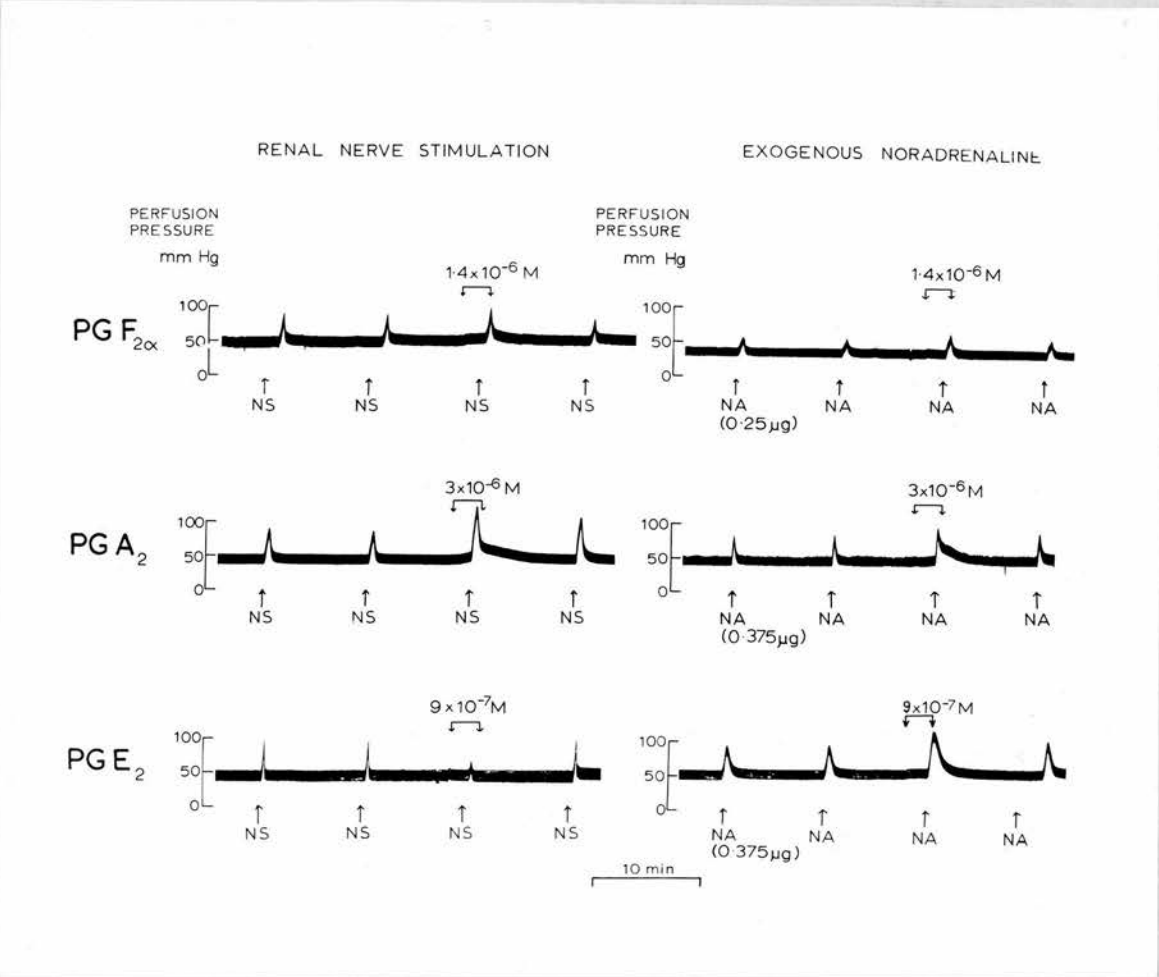 RENAL NERVE STIMULATION
EXOGENOUS NORADRENALINE
PERFUSION
PRESSURE
mm Hg
PERFUSION
PRESSURE
mm Hg
PG F2α
100
50
0
1·4x10⁻⁶ M
NS NS NS NS
100
50
0
1·4x10⁻⁶ M
NA NA NA NA
(0·25µg)
PG A2
100
50
0
3x10⁻⁶ M
NS NS NS NS
100
50
0
3x10⁻⁶ M
NA NA NA NA
(0·375µg)
PG E2
100
50
0
9x10⁻⁷M
NS NS NS NS
100
50
0
9x10⁻⁷M
NA NA NA NA
(0·375µg)
10 min